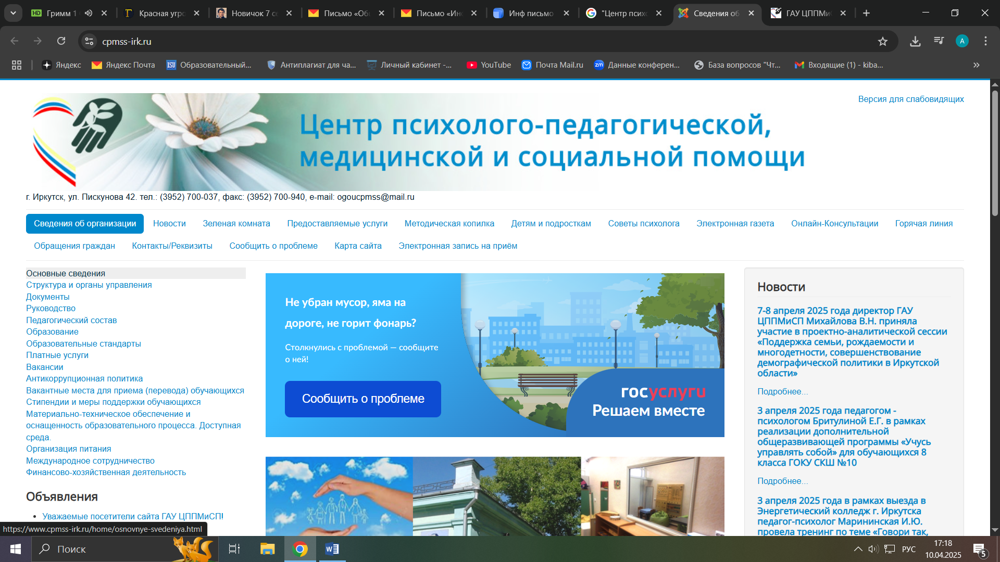 HD Гримм 1
Красная угро
Новичок 7 се
Письмо «Об
Письмо «Ин
Инф письмо
"Центр психо
Сведения об
ГАУ ЦППМи
cpmss-irk.ru
A
Яндекс
Яндекс Почта
ISU Образовательный...
Антиплагиат для ча...
Личный кабинет -...
YouTube
Почта Mail.ru
zm Данные конферен...
База вопросов "Чт...
Входящие (1) - kiba...
Версия для слабовидящих
Центр психолого-педагогической,
медицинской и социальной помощи
г. Иркутск, ул. Пискунова 42. тел.: (3952) 700-037, факс: (3952) 700-940, e-mail: ogoucpmss@mail.ru
Сведения об организации
Новости
Зеленая комната
Предоставляемые услуги
Методическая копилка
Детям и подросткам
Советы психолога
Электронная газета
Онлайн-Консультации
Горячая линия
Обращения граждан
Контакты/Реквизиты
Сообщить о проблеме
Карта сайта
Электронная запись на приём
Основные сведения
Структура и органы управления
Документы
Руководство
Педагогический состав
Образование
Образовательные стандарты
Платные услуги
Вакансии
Антикоррупционная политика
Вакантные места для приема (перевода) обучающихся
Стипендии и меры поддержки обучающихся
Материально-техническое обеспечение и
оснащенность образовательного процесса. Доступная
среда.
Организация питания
Международное сотрудничество
Финансово-хозяйственная деятельность
Объявления
Уважаемые посетители сайта ГАУ ЦППМиСП!
Не убран мусор, яма на
дороге, не горит фонарь?
Столкнулись с проблемой — сообщите
о ней!
Сообщить о проблеме
госуслуги
Решаем вместе
Новости
7-8 апреля 2025 года директор ГАУ
ЦППМиСП Михайлова В.Н. приняла
участие в проектно-аналитической сессии
«Поддержка семьи, рождаемости и
многодетности, совершенствование
демографической политики в Иркутской
области»
Подробнее...
3 апреля 2025 года педагогом -
психологом Бритулиной Е.Г. в рамках
реализации дополнительной
общеразвивающей программы «Учусь
управлять собой» для обучающихся 8
класса ГОКУ СКШ №10
Подробнее...
3 апреля 2025 года в рамках выезда в
Энергетический колледж г. Иркутска
педагог-психолог Марининская И.Ю.
провела тренинг по теме «Говори так,
https://www.cpmss-irk.ru/home/osnovnye-svedeniya.html
Поиск
РУС
17:18
10.04.2025
5